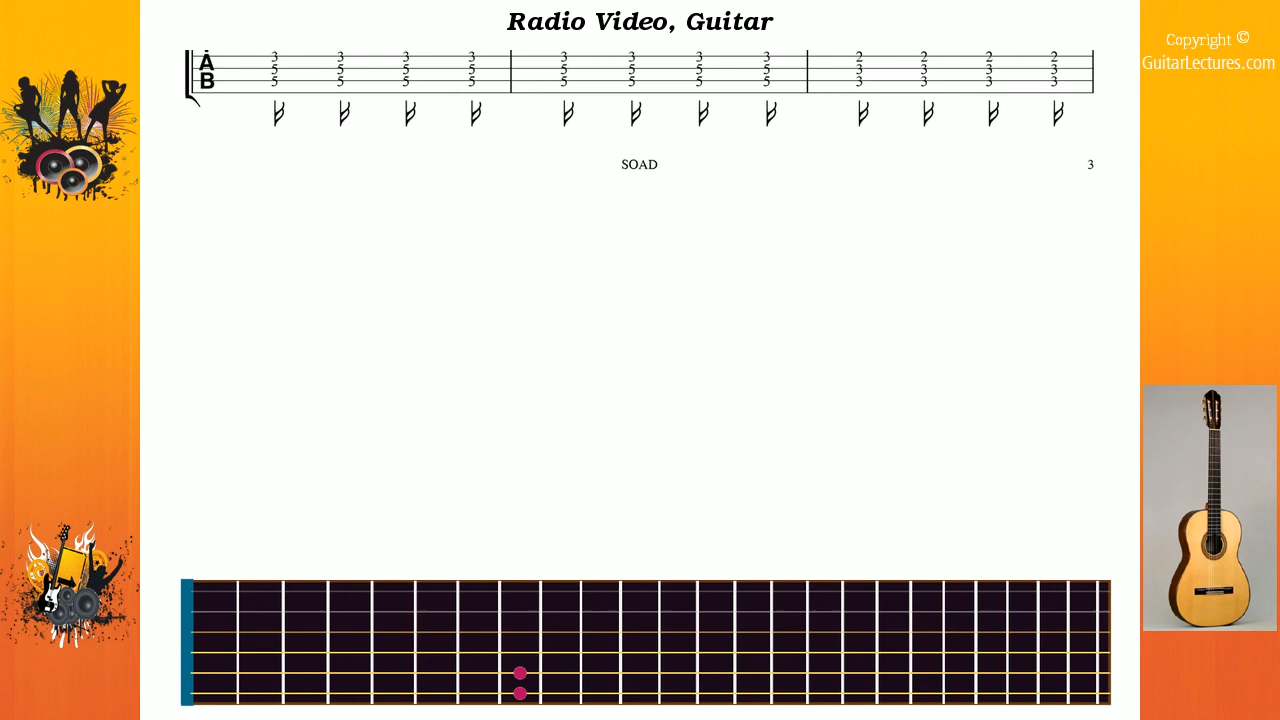 Radio Video, Guitar
Copyright ©
GuitarLectures.com
3 3 3 3 3 3 3 3 2 2 2 2
A 5 5 5 5 5 5 5 5 3 3 3 3
B 5 5 5 5 5 5 5 5 3 3 3 3
SOAD 3